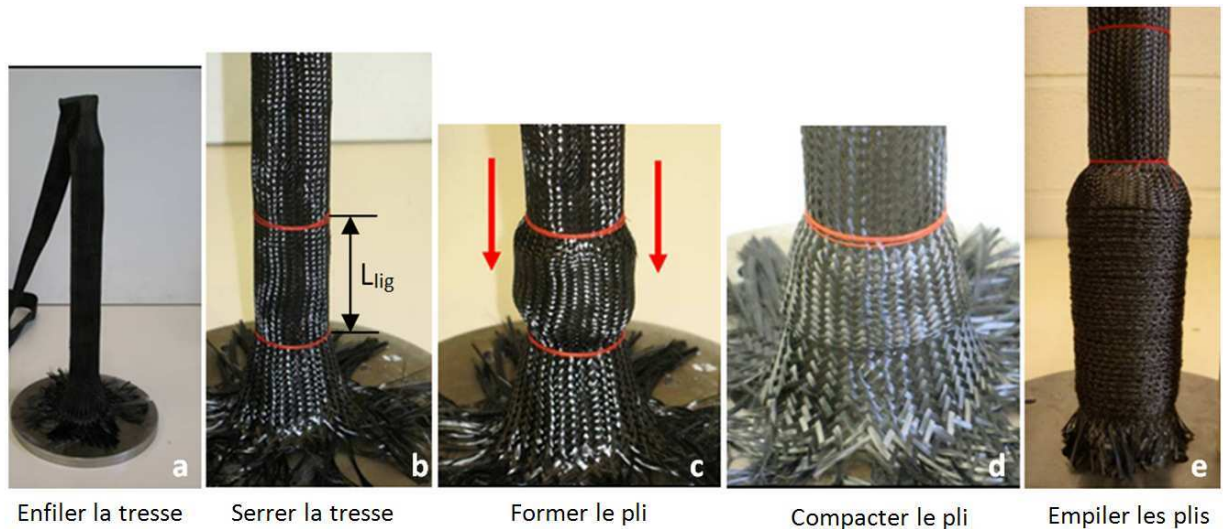 L_lig
a
b
c
d
e
Enfiler la tresse
Serrer la tresse
Former le pli
Compacter le pli
Empiler les plis